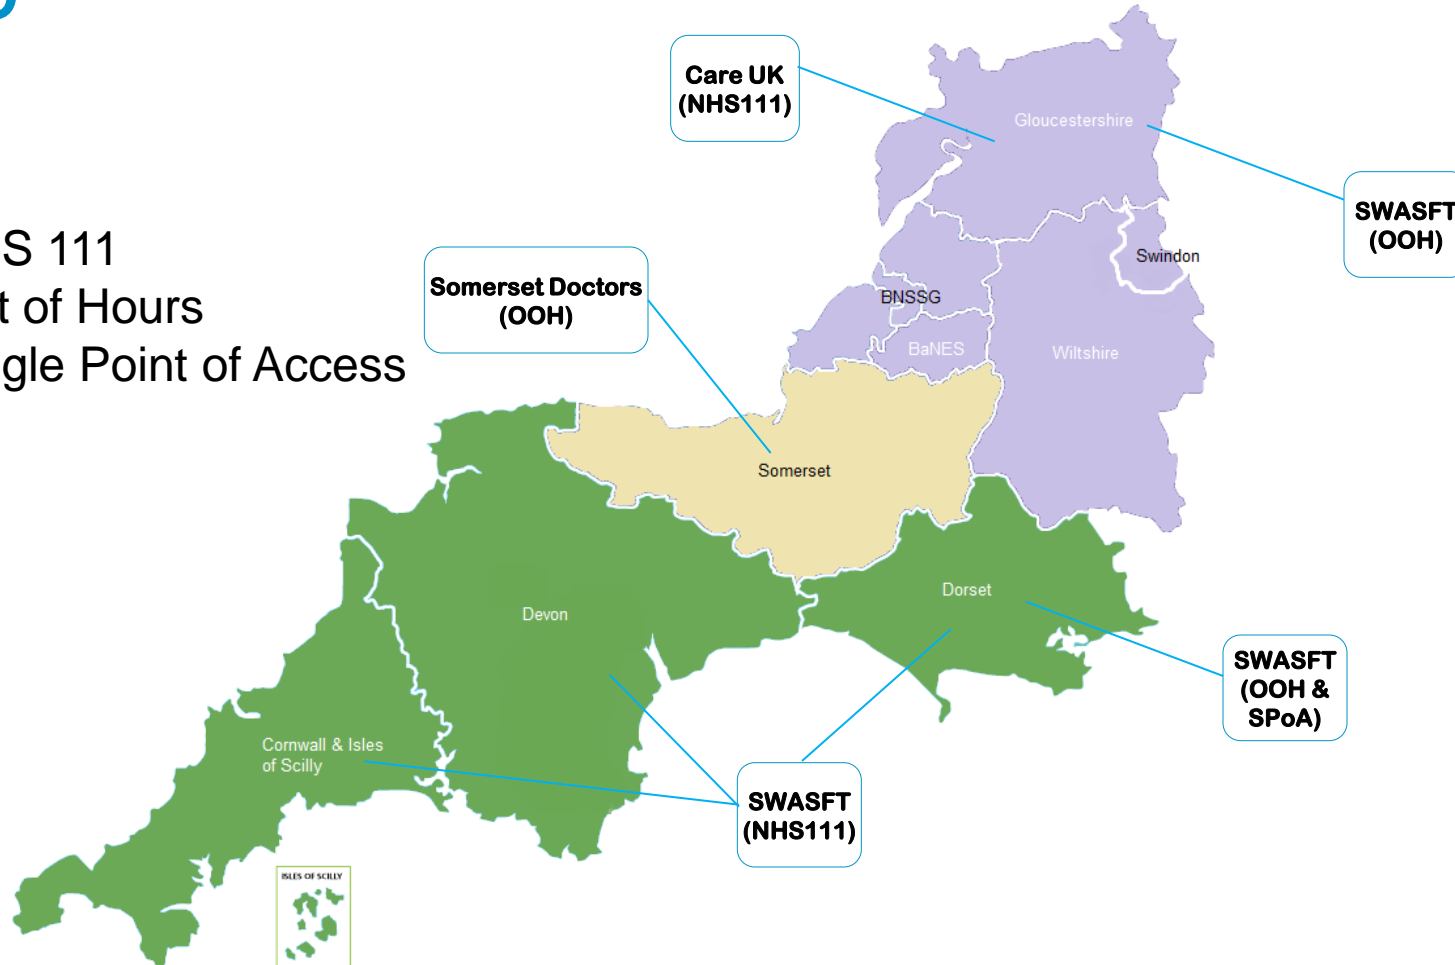 Care UK
(NHS111)
Gloucestershire
SWASFT
(OOH)
S 111
t of Hours
gle Point of Access
Somerset Doctors
(OOH)
Swindon
BNSSG
BaNES
Wiltshire
Somerset
Devon
Dorset
SWASFT
(OOH &
SPoA)
Cornwall & Isles
of Scilly
SWASFT
(NHS111)
ISLES OF SCILLY